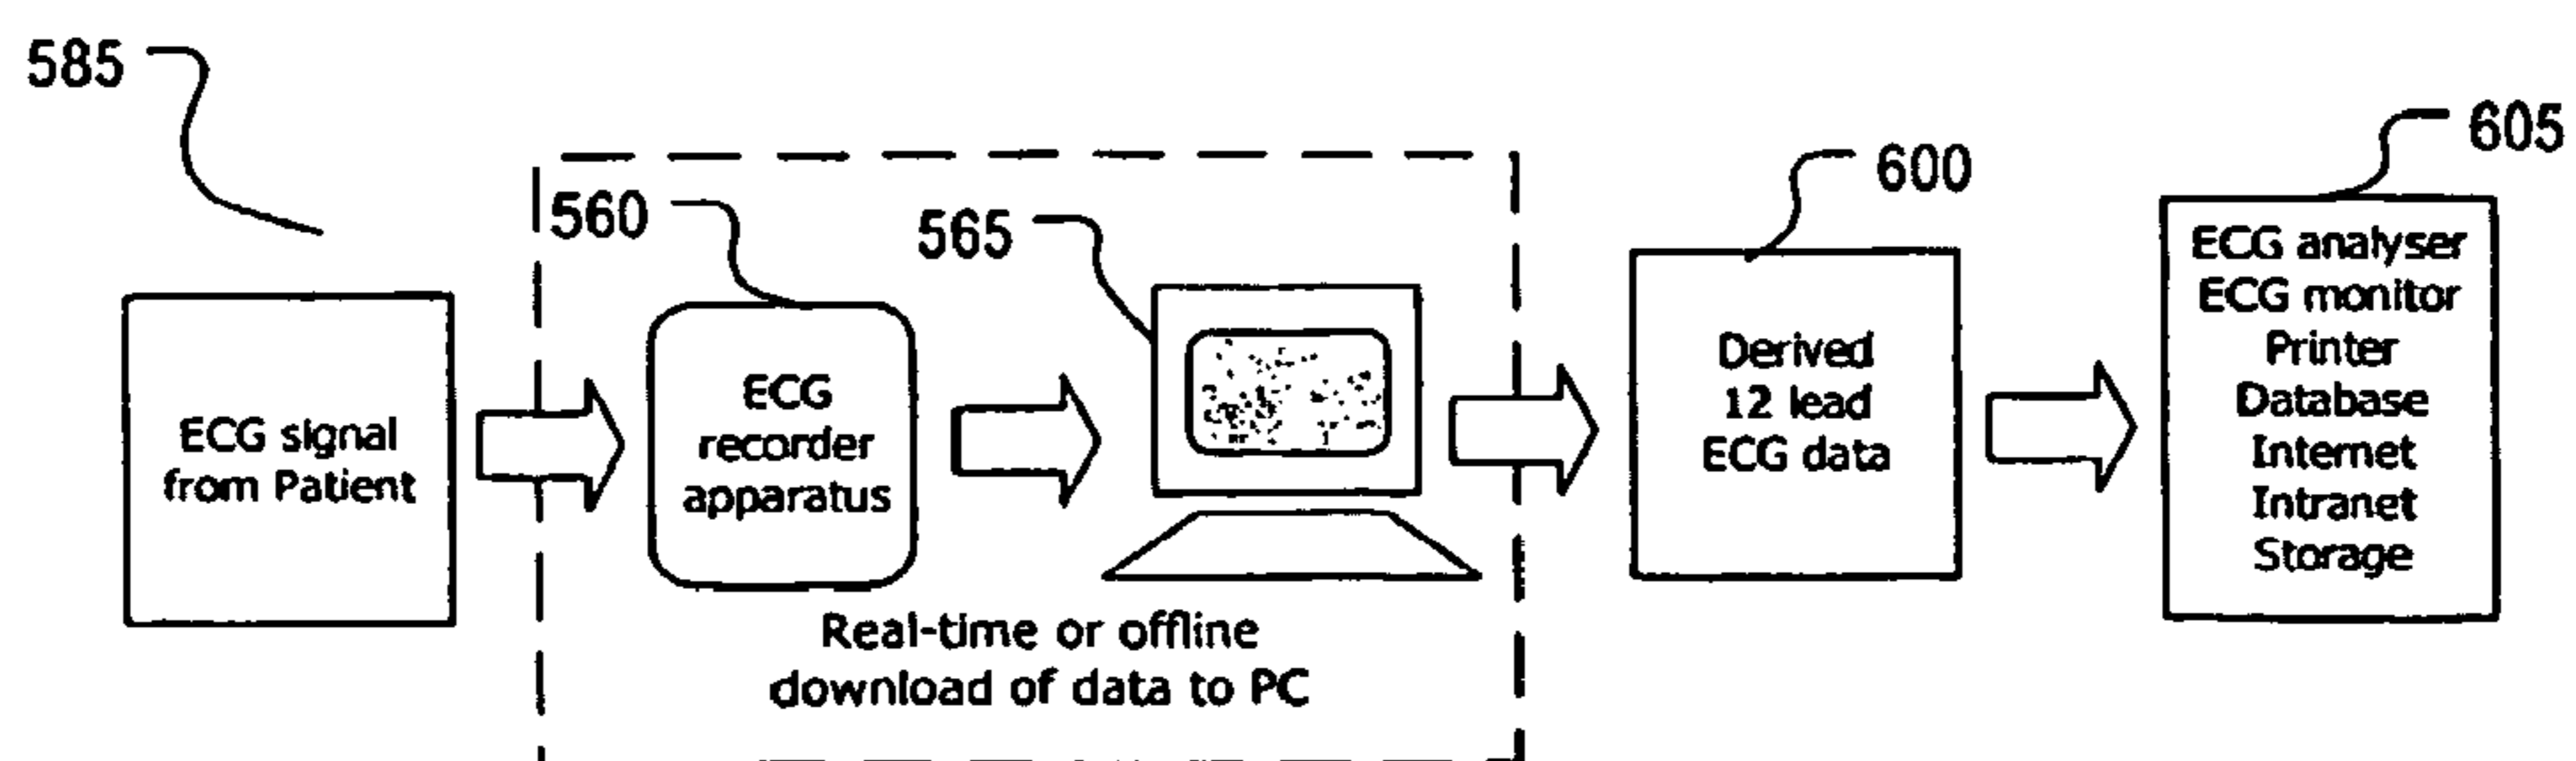 585
ECG signal
from Patient
560
ECG
recorder
apparatus
565
Real-time or offline
download of data to PC
600
Derived
12 lead
ECG data
605
ECG analyser
ECG monitor
Printer
Database
Internet
Intranet
Storage